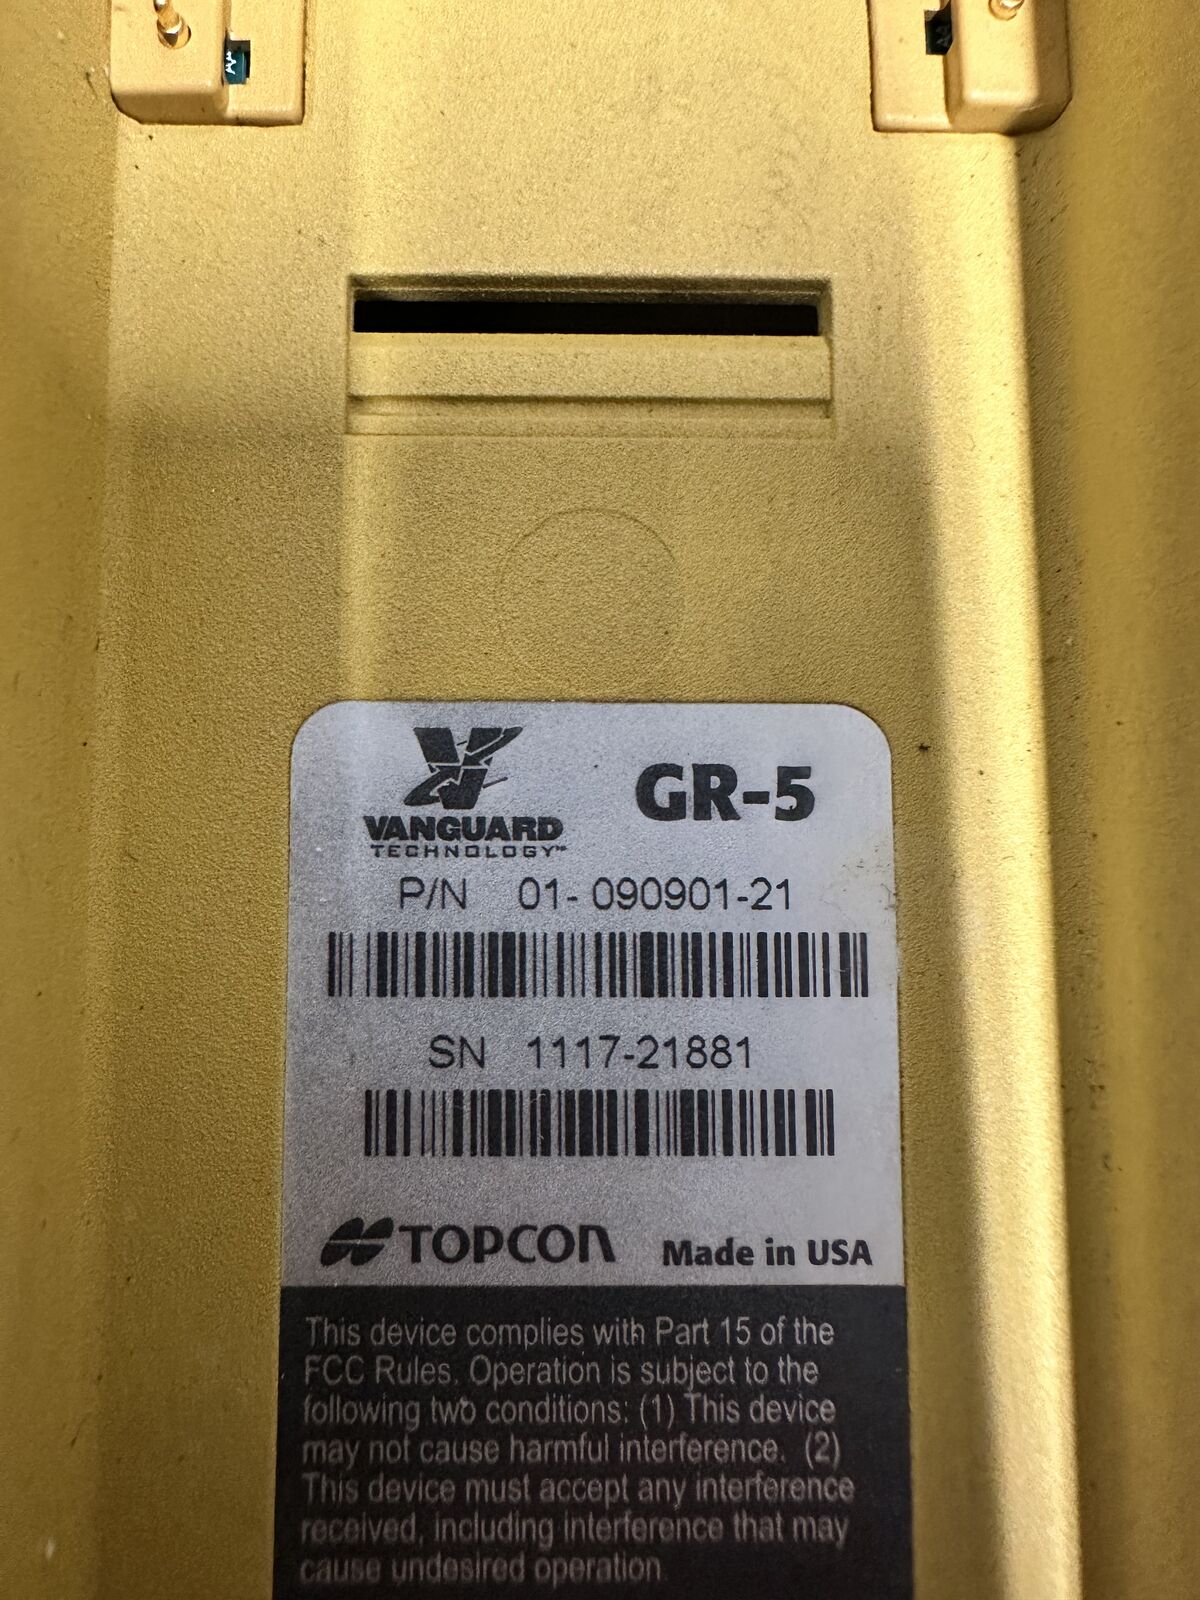 VANGUARD
TECHNOLOGY™
GR-5
P/N 01- 090901-21
SN 1117-21881
TOPCON
Made in USA
This device complies with Part 15 of the
FCC Rules. Operation is subject to the
following two conditions: (1) This device
may not cause harmful interference. (2)
This device must accept any interference
received, including interference that may
cause undesired operation